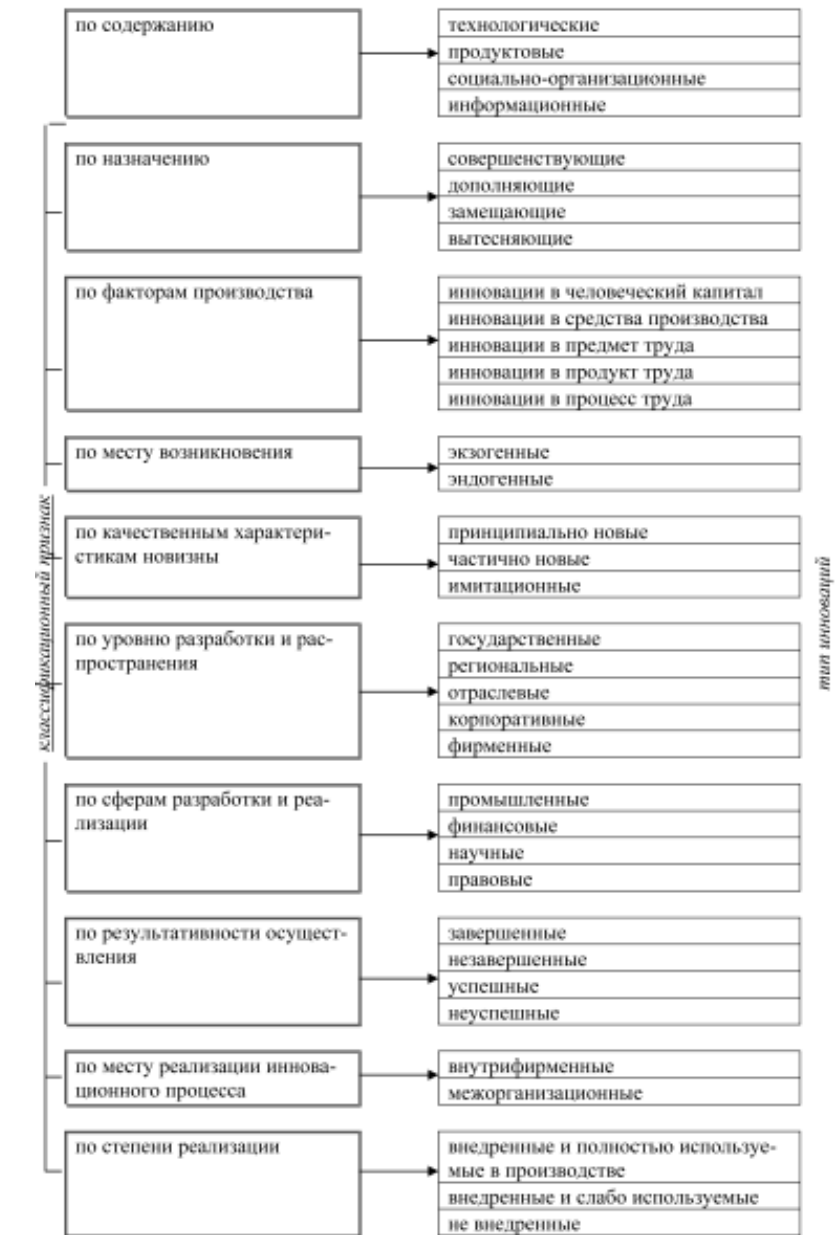 по содержанию
технологические
продуктовые
социально-организационные
информационные
по назначению
совершенствующие
дополняющие
замещающие
вытесняющие
по факторам производства
инновации в человеческий капитал
инновации в средства производства
инновации в предмет труда
инновации в продукт труда
инновации в процесс труда
по месту возникновения
экзогенные
эндогенные
по качественным характери-
стикам новизны
принципиально новые
частично новые
имитационные
по уровню разработки и рас-
пространения
государственные
региональные
отраслевые
корпоративные
фирменные
по сферам разработки и реа-
лизации
промышленные
финансовые
научные
правовые
по результативности осущест-
вления
завершенные
незавершенные
успешные
неуспешные
по месту реализации иннова-
ционного процесса
внутрифирменные
межорганизационные
по степени реализации
внедренные и полностью используе-
мые в производстве
внедренные и слабо используемые
не внедренные
классификационный признак
тип инноваций